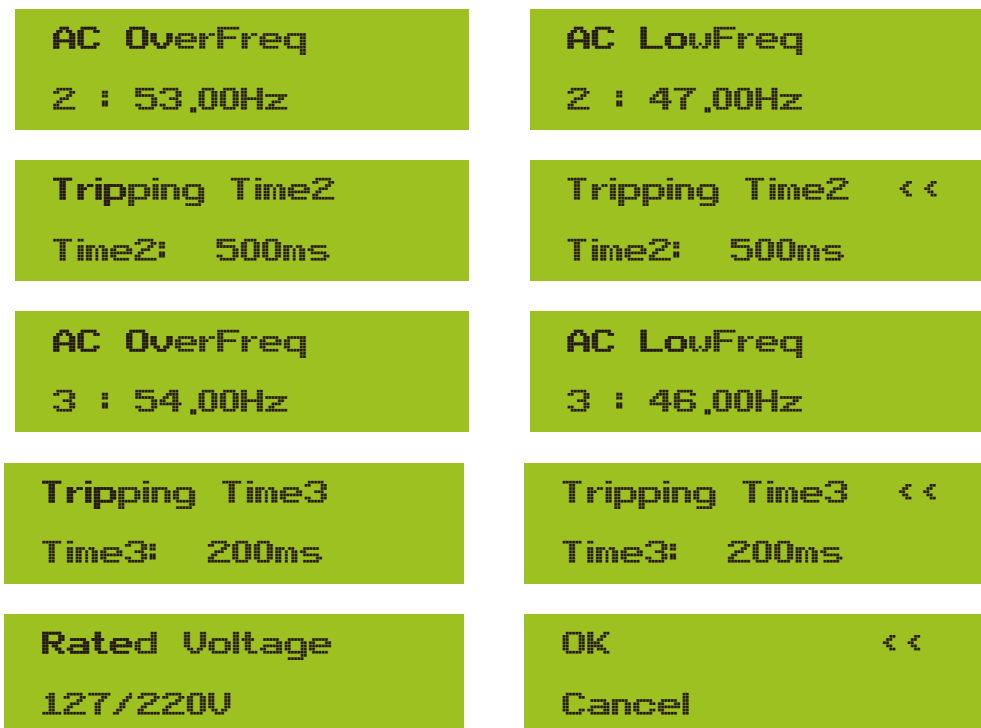 AC OverFreq
2 : 53.00Hz
AC LowFreq
2 : 47.00Hz
Tripping Time2
Time2: 500ms
Tripping Time2 <<
Time2: 500ms
AC OverFreq
3 : 54.00Hz
AC LowFreq
3 : 46.00Hz
Tripping Time3
Time3: 200ms
Tripping Time3 <<
Time3: 200ms
Rated Voltage
127/220V
OK <<
Cancel